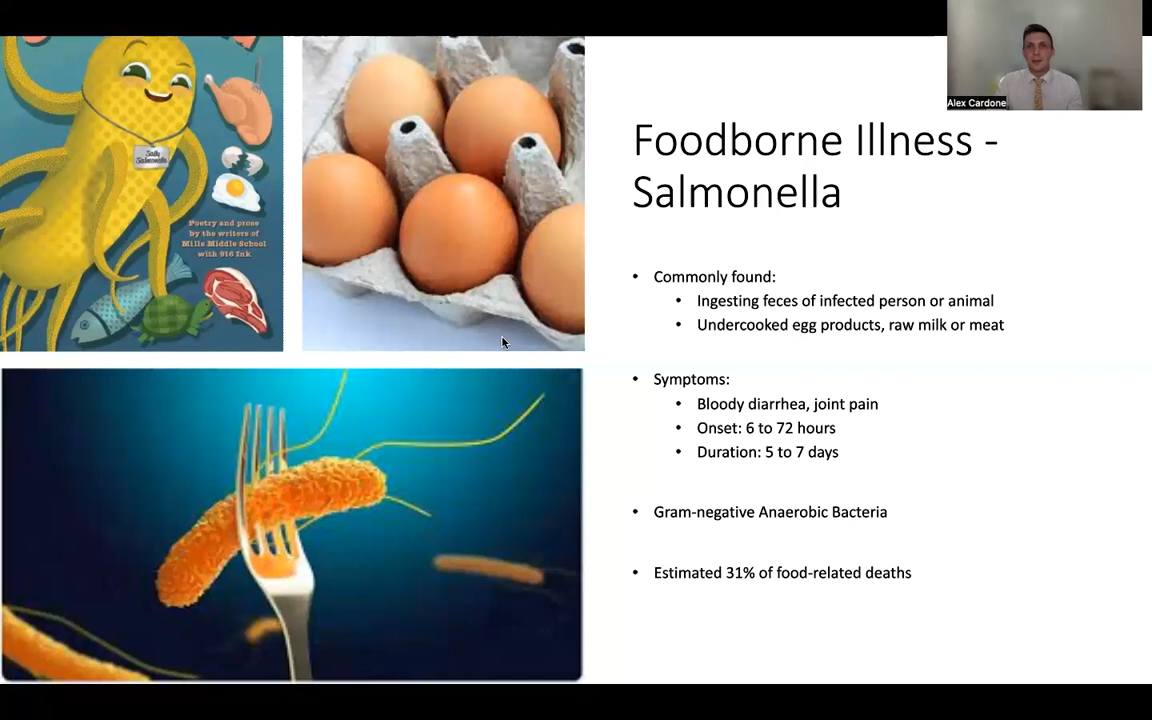 Alex Cardone
Sally
Salmonella
Poetry and prose
by the writers of
Mills Middle School
with 916 Ink
Foodborne Illness -
Salmonella
• Commonly found:
• Ingesting feces of infected person or animal
• Undercooked egg products, raw milk or meat
• Symptoms:
• Bloody diarrhea, joint pain
• Onset: 6 to 72 hours
• Duration: 5 to 7 days
• Gram-negative Anaerobic Bacteria
• Estimated 31% of food-related deaths